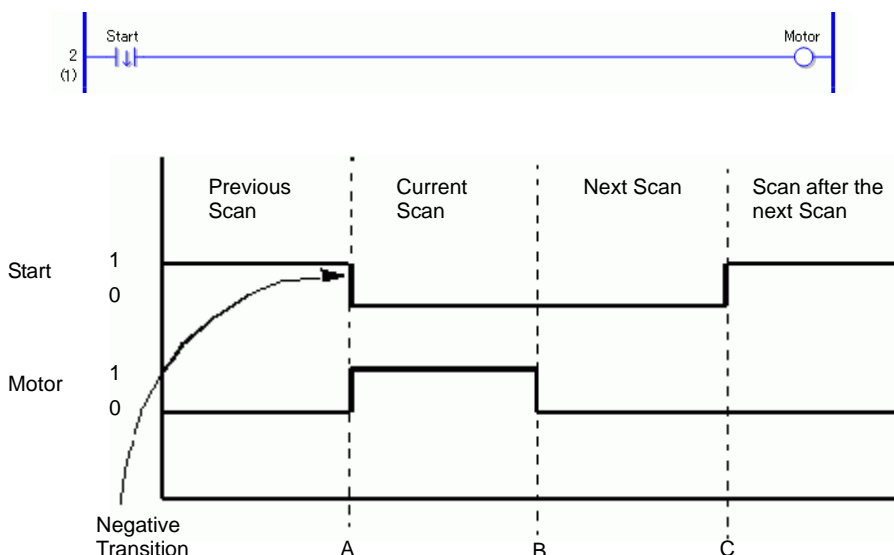 Start
Motor
2
(1)
Previous
Scan
Current
Scan
Next Scan
Scan after the
next Scan
Start
1
0
Motor
1
0
Negative
Transition
A
B
C